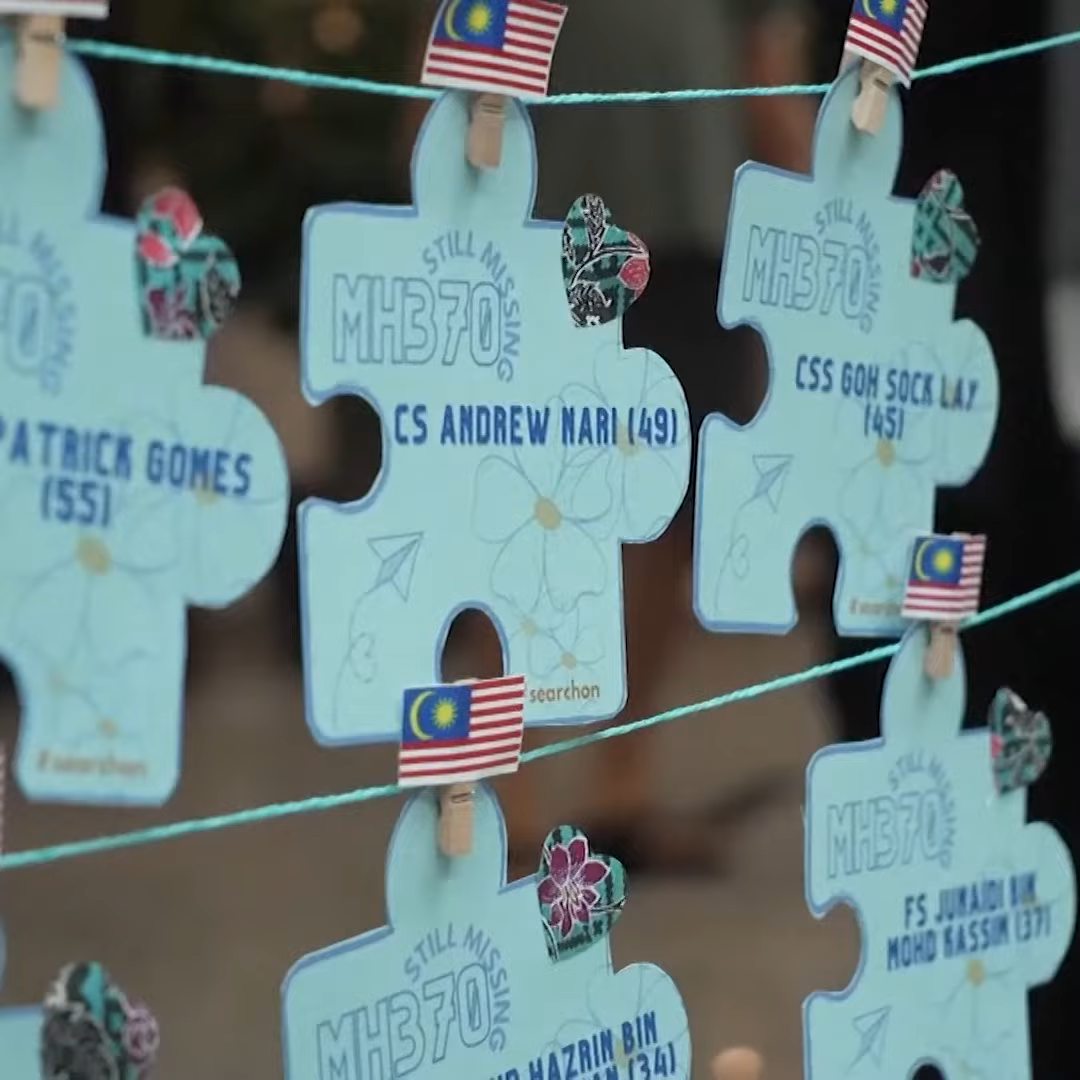 STILL MISSING
PATRICK GOMES
(55)
#searchon
STILL MISSING
MH370
CS ANDREW NARI (49)
searchon
STILL MISSING
MH370
CSS GOH SOCK LAY
(45)
STILL MISSING
MH370
HAZRIN BIN
(34)
STILL MISSING
MH370
FS JUNAIDI BIN
MOHD KASSIM (37)